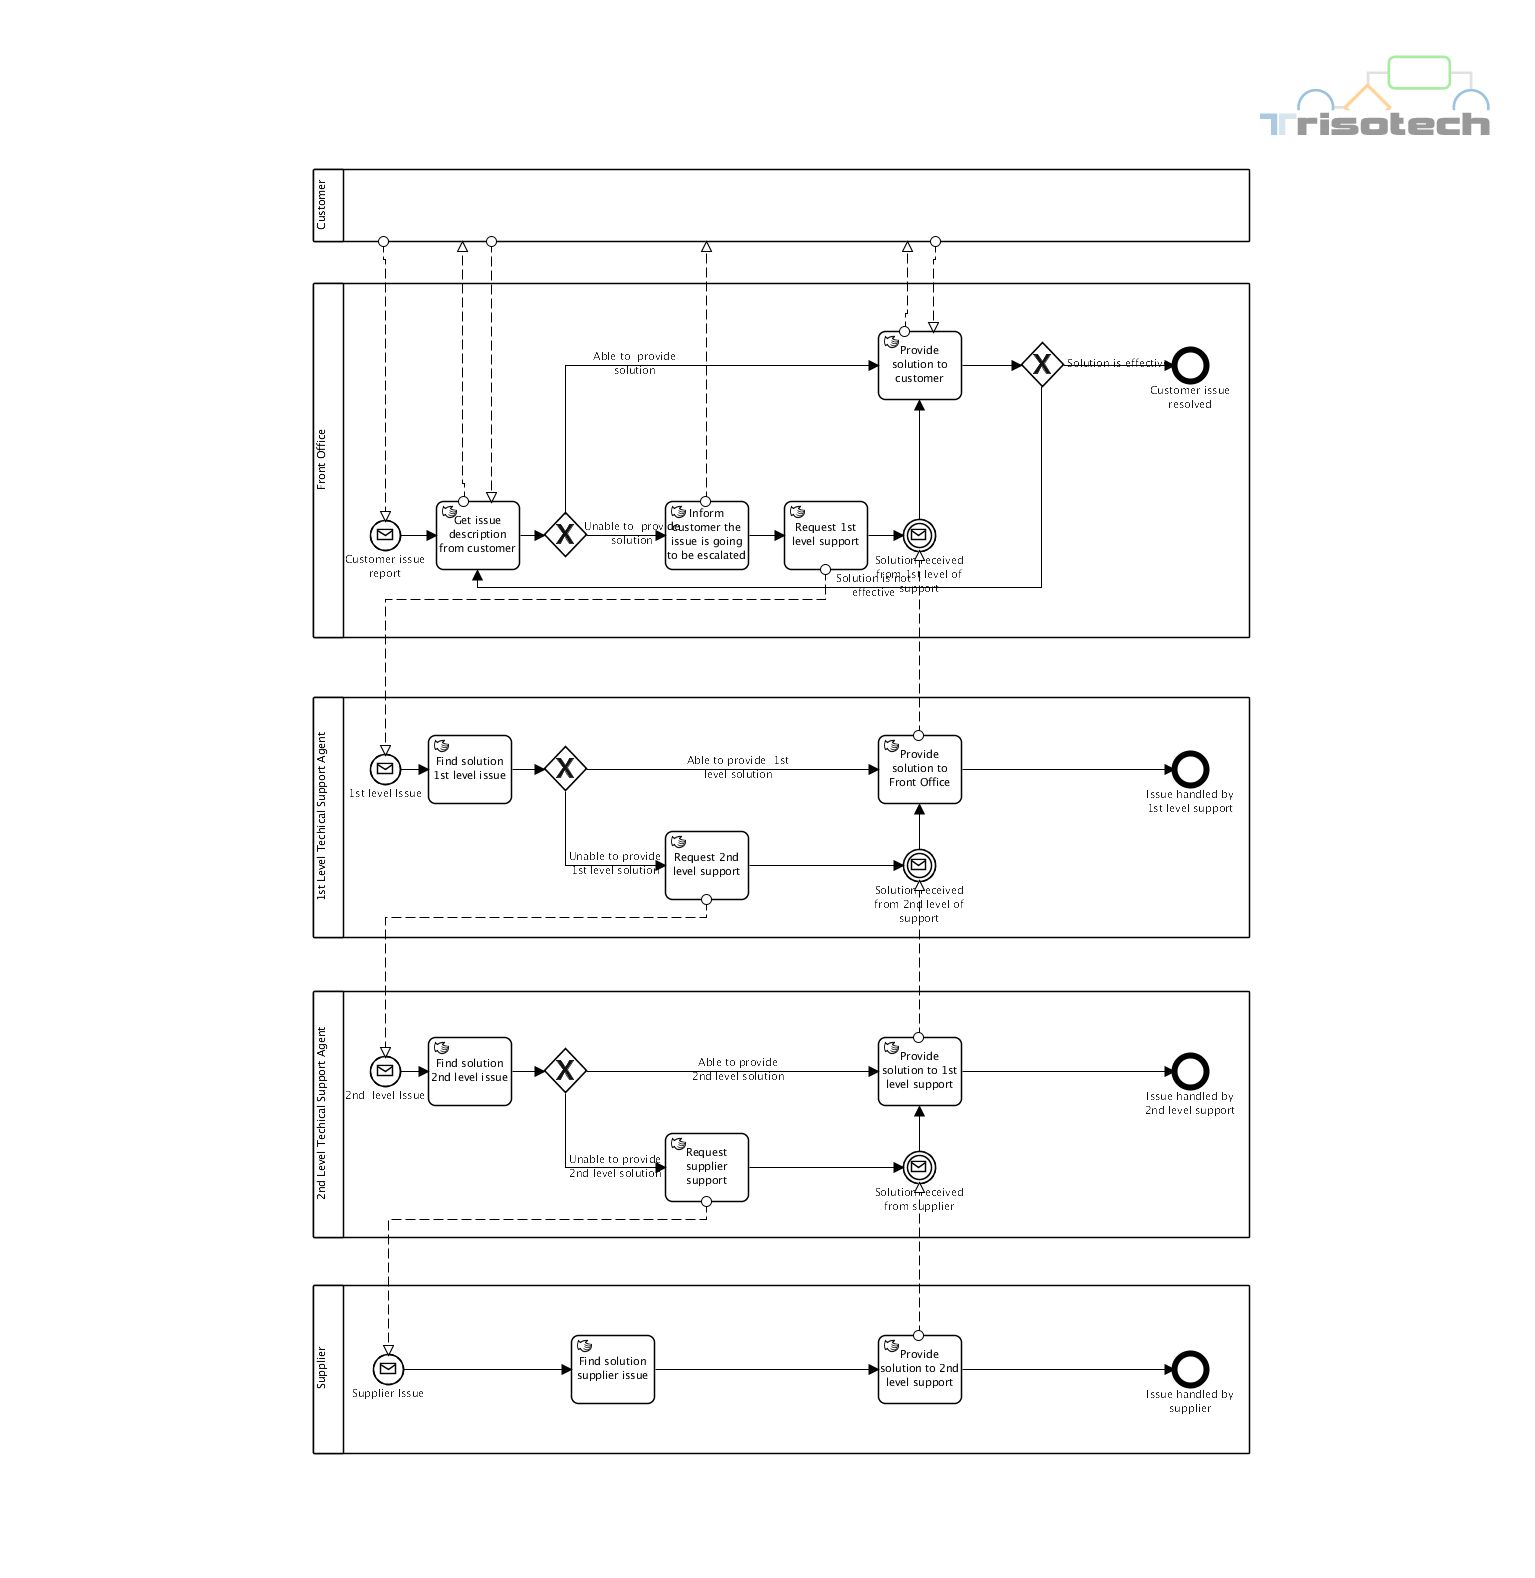 Trisotech
Customer
Front Office
Able to  provide
solution
Provide
solution to
customer
X
Solution is effective
Customer issue
resolved
Customer issue
report
Get issue
description
from customer
X
Unable to  provide
solution
Inform
customer the
issue is going
to be escalated
Request 1st
level support
Solution received
from 1st level of
support
Solution is not
effective
1st Level Techical Support Agent
1st level Issue
Find solution
1st level issue
X
Able to provide  1st
level solution
Provide
solution to
Front Office
Issue handled by
1st level support
Unable to provide
1st level solution
Request 2nd
level support
Solution received
from 2nd level of
support
2nd Level Techical Support Agent
2nd  level Issue
Find solution
2nd level issue
X
Able to provide
2nd level solution
Provide
solution to 1st
level support
Issue handled by
2nd level support
Unable to provide
2nd level solution
Request
supplier
support
Solution received
from supplier
Supplier
Supplier Issue
Find solution
supplier issue
Provide
solution to 2nd
level support
Issue handled by
supplier